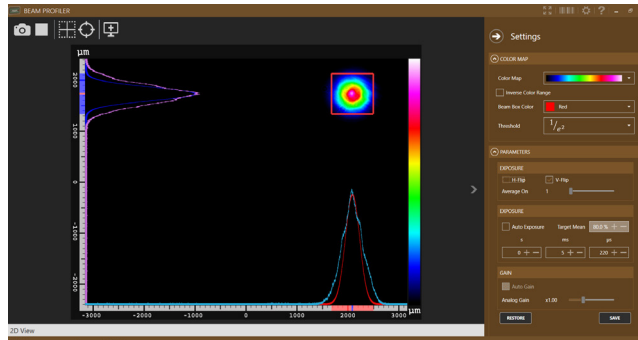 BEAM PROFILER
?
Settings
COLOR MAP
Color Map
Inverse Color Range
Beam Box Color Red
Threshold 1/e²
PARAMETERS
EXPOSURE
H-Flip V-Flip
Average On 1
EXPOSURE
Auto Exposure Target Mean 80.0 % + −
s ms µs
0 + − 5 + − 220 + −
GAIN
Auto Gain
Analog Gain x1.00
RESTORE SAVE
µm
2000
1000
0
-1000
-2000
-3000 -2000 -1000 0 1000 2000 3000 µm
2D View